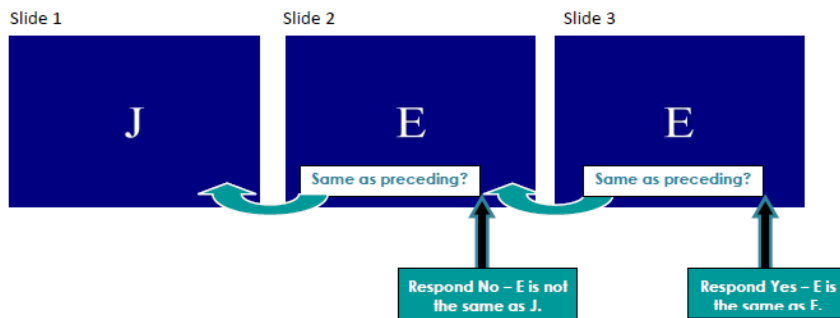 Slide 1
Slide 2
Slide 3
J
E
E
Same as preceding?
Same as preceding?
Respond No – E is not
the same as J.
Respond Yes – E is
the same as E.